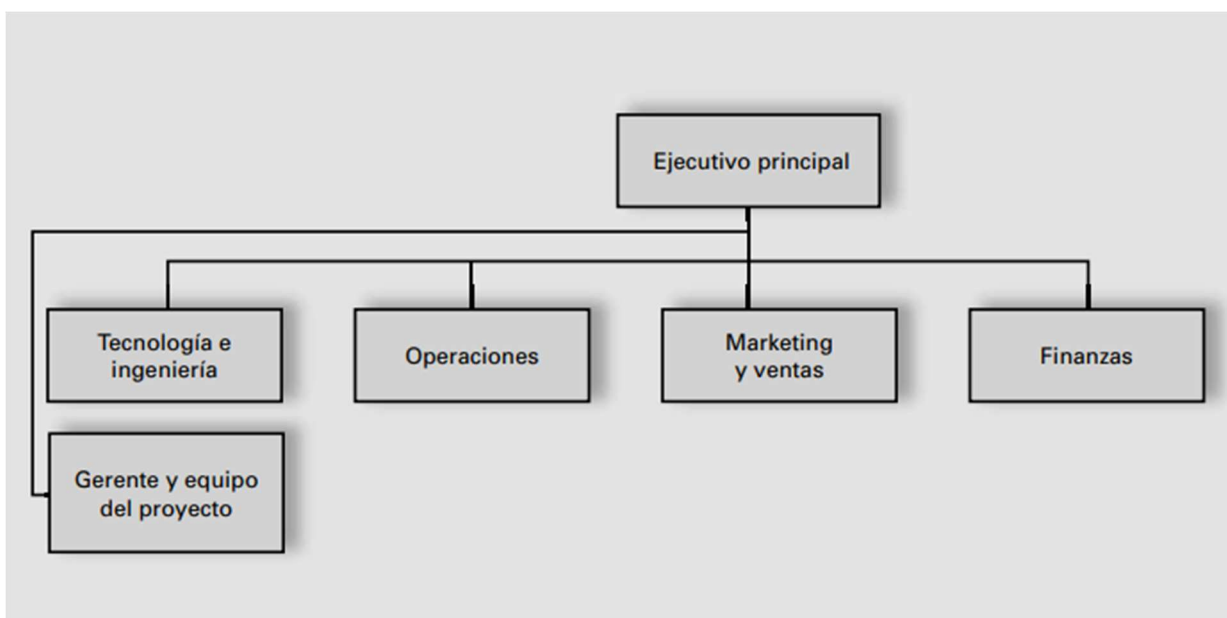 Ejecutivo principal
Tecnología e
ingeniería
Operaciones
Marketing
y ventas
Finanzas
Gerente y equipo
del proyecto